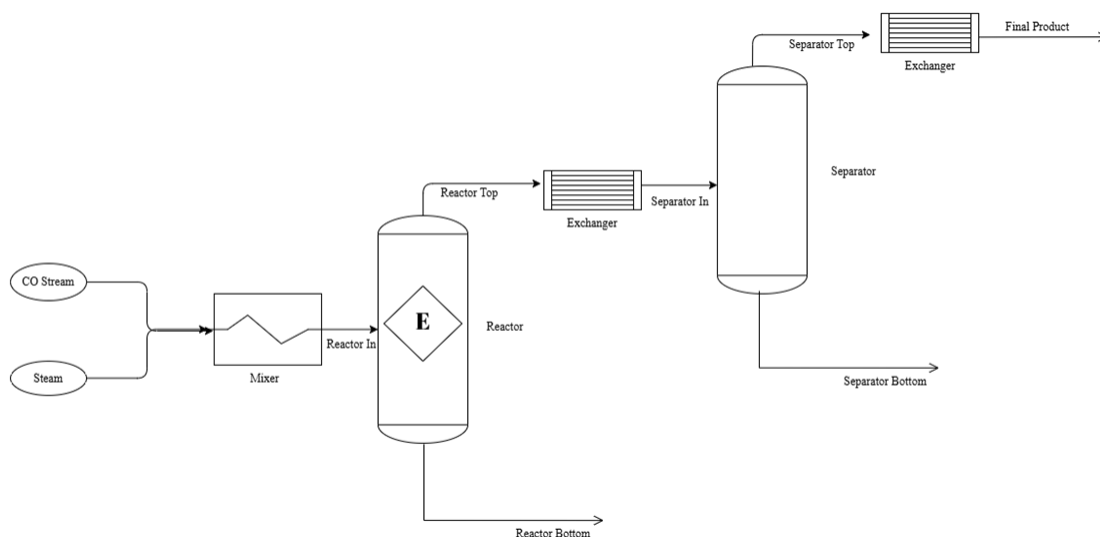 Final Product
Separator Top
Exchanger
Separator
Reactor Top
Separator In
Exchanger
CO Stream
E
Reactor
Reactor In
Steam
Mixer
Separator Bottom
Reactor Bottom